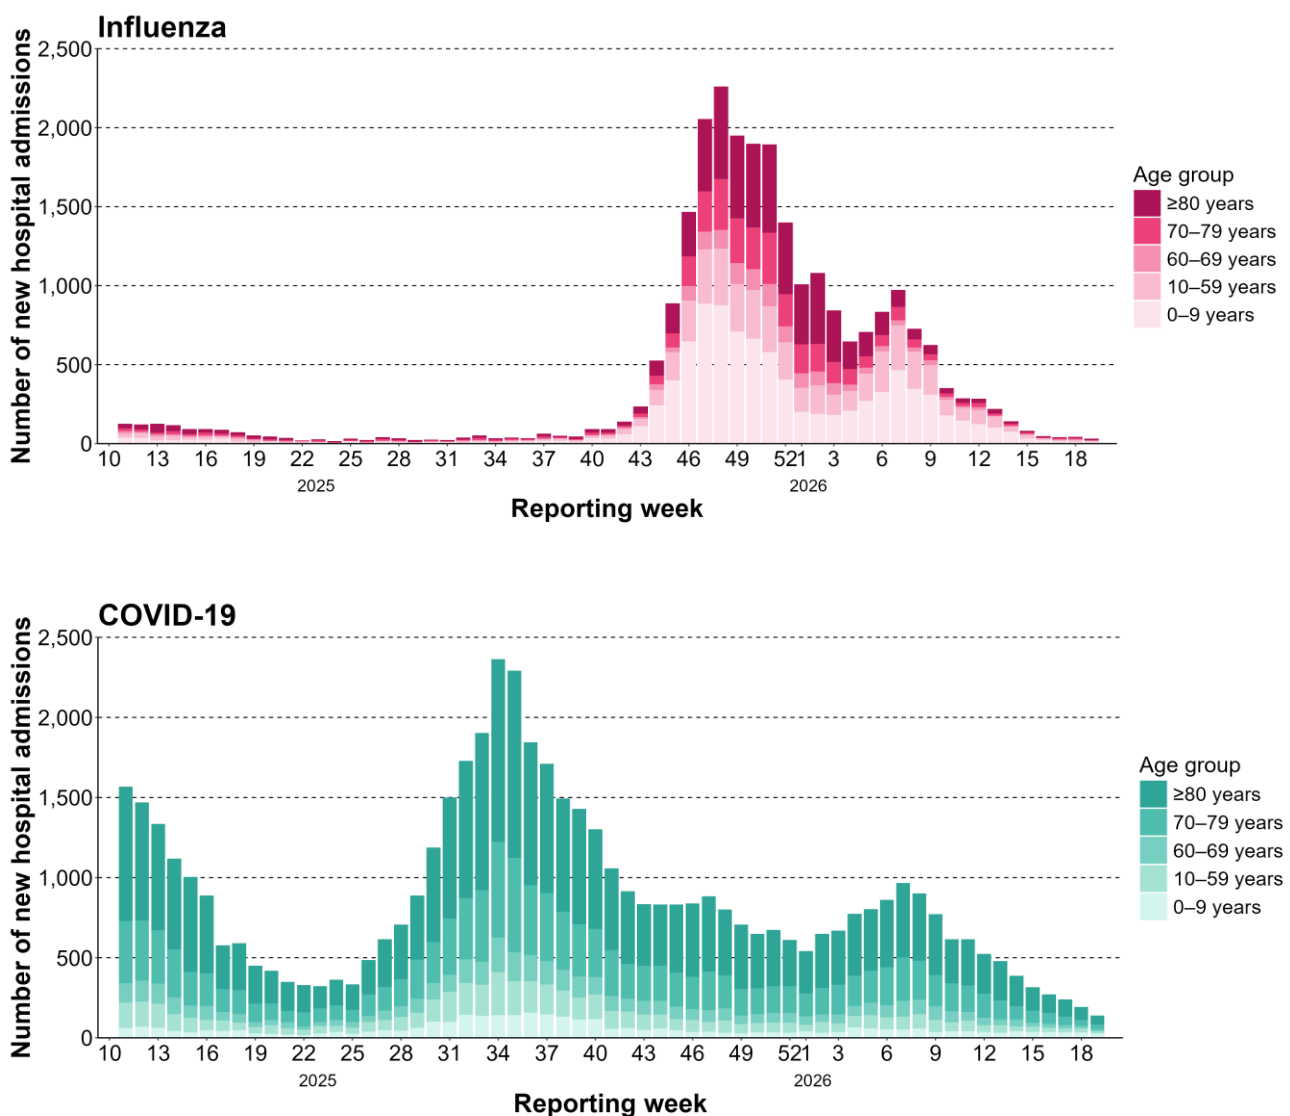 Influenza
Number of new hospital admissions
2,500
2,000
1,500
1,000
500
0
10 13 16 19 22 25 28 31 34 37 40 43 46 49 52 1 3 6 9 12 15 18
2025 2026
Reporting week
Age group
≥80 years
70–79 years
60–69 years
10–59 years
0–9 years
COVID-19
Number of new hospital admissions
2,500
2,000
1,500
1,000
500
0
10 13 16 19 22 25 28 31 34 37 40 43 46 49 52 1 3 6 9 12 15 18
2025 2026
Reporting week
Age group
≥80 years
70–79 years
60–69 years
10–59 years
0–9 years